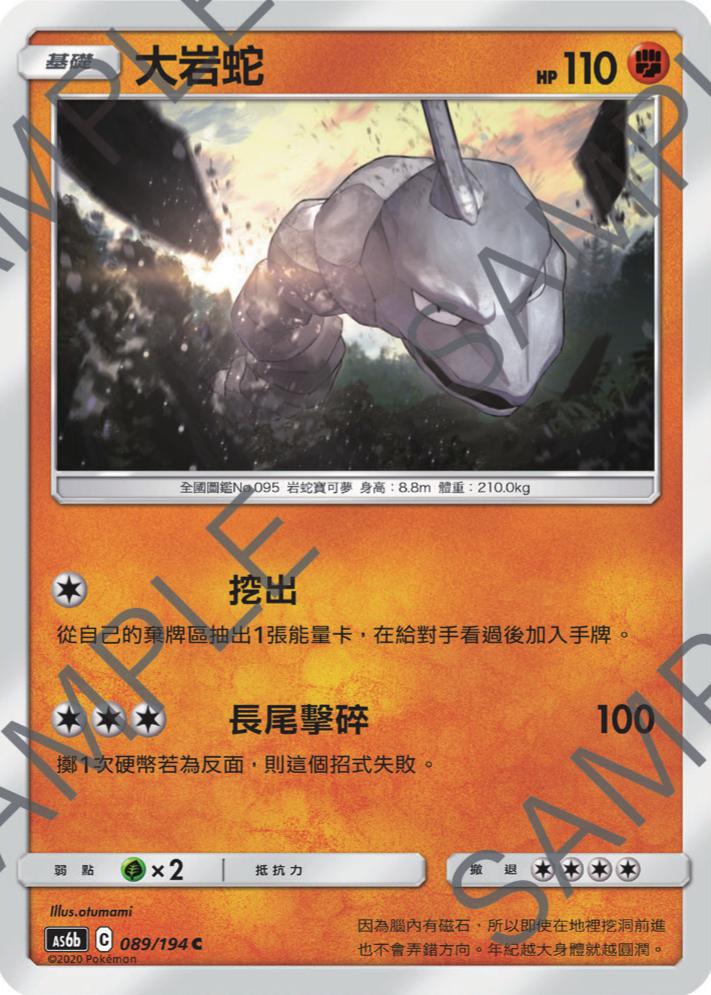 基礎 大岩蛇 HP 110
全國圖鑑No.095 岩蛇寶可夢 身高：8.8m 體重：210.0kg
挖出
從自己的棄牌區抽出1張能量卡，在給對手看過後加入手牌。
長尾擊碎 100
擲1次硬幣若為反面，則這個招式失敗。
弱點 ×2 抵抗力 撤退
Illus.otumami
因為腦內有磁石，所以即使在地裡挖洞前進
也不會弄錯方向。年紀越大身體就越圓潤。
AS6b C 089/194 C
©2020 Pokémon
SAMPLE
SAMPLE
SAMPLE
SAMPLE
SAMPLE
SAMPLE